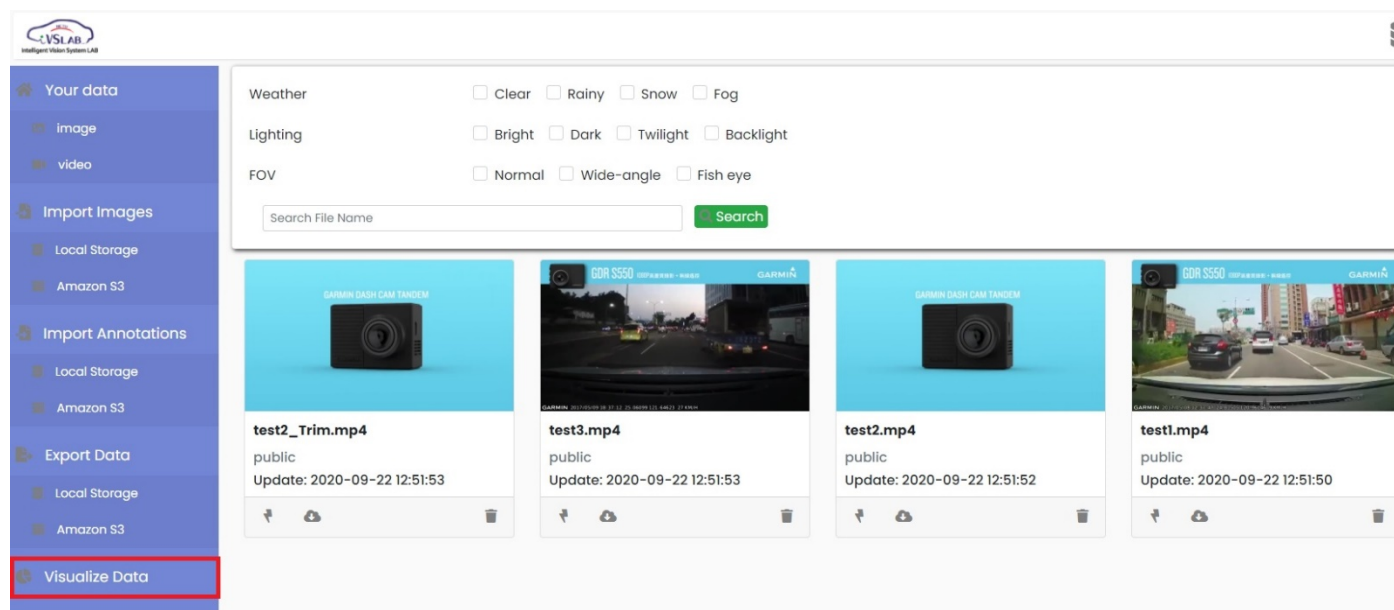 iVSLAB
Intelligent Vision System LAB
Your data
image
video
Import Images
Local Storage
Amazon S3
Import Annotations
Local Storage
Amazon S3
Export Data
Local Storage
Amazon S3
Visualize Data
Weather Clear Rainy Snow Fog
Lighting Bright Dark Twilight Backlight
FOV Normal Wide-angle Fish eye
Search File Name Search
GARMIN DASH CAM TANDEM
test2_Trim.mp4
public
Update: 2020-09-22 12:51:53
GDR S550 GARMIN
test3.mp4
public
Update: 2020-09-22 12:51:53
GARMIN DASH CAM TANDEM
test2.mp4
public
Update: 2020-09-22 12:51:52
GDR S550 GARMIN
GARMIN
test1.mp4
public
Update: 2020-09-22 12:51:50